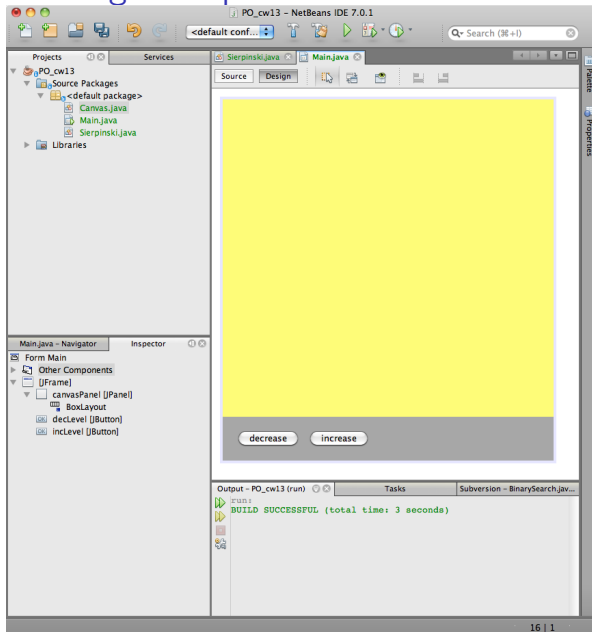 PO_cw13 – NetBeans IDE 7.0.1
<default conf...
Search (⌘+I)
Projects
Services
PO_cw13
Source Packages
<default package>
Canvas.java
Main.java
Sierpinski.java
Libraries
Sierpinski.java
Main.java
Source
Design
Palette
Properties
decrease
increase
Main.java – Navigator
Inspector
Form Main
Other Components
[JFrame]
canvasPanel [JPanel]
BoxLayout
OK decLevel [JButton]
OK incLevel [JButton]
Output – PO_cw13 (run)
Tasks
Subversion – BinarySearch.jav...
run:
BUILD SUCCESSFUL (total time: 3 seconds)
16 | 1